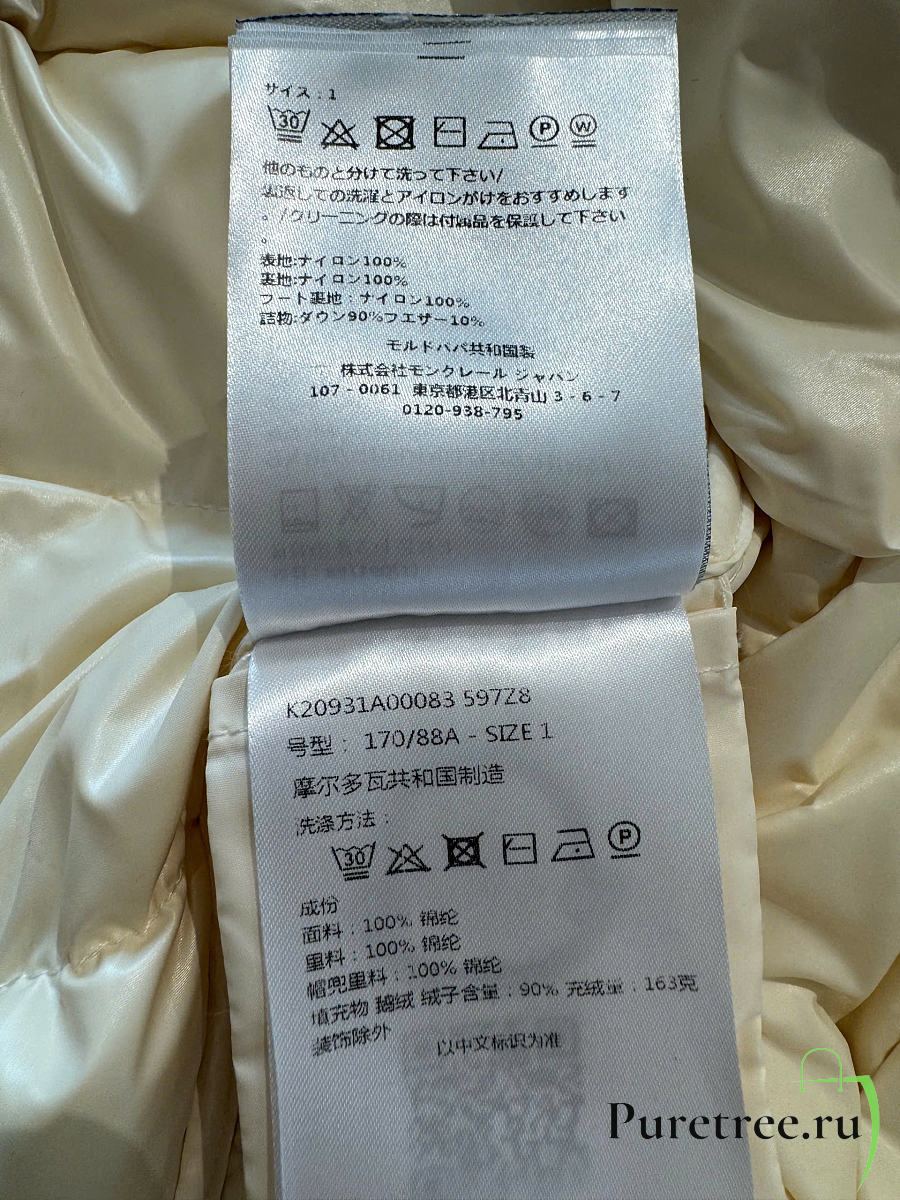 サイズ : 1
30
P
W
他のものと分けて洗って下さい/
裏返しての洗濯とアイロンがけをおすすめします
。/クリーニングの際は付属品を保護して下さい
。
表地:ナイロン100%
裏地:ナイロン100%
フート裏地 : ナイロン100%
詰物:ダウン90%フエザー10%
モルドバ共和国製
株式会社モンクレール ジャパン
107 - 0061 東京都港区北青山 3 - 6 - 7
0120-938-795
K20931A00083 597Z8
号型 : 170/88A - SIZE 1
摩尔多瓦共和国制造
洗涤方法 :
30
P
成份
面料 : 100% 锦纶
里料 : 100% 锦纶
帽兜里料 : 100% 锦纶
填充物 鹅绒 绒子含量 : 90% 充绒量 : 163克
装饰除外
以中文标识为准
Puretree.ru